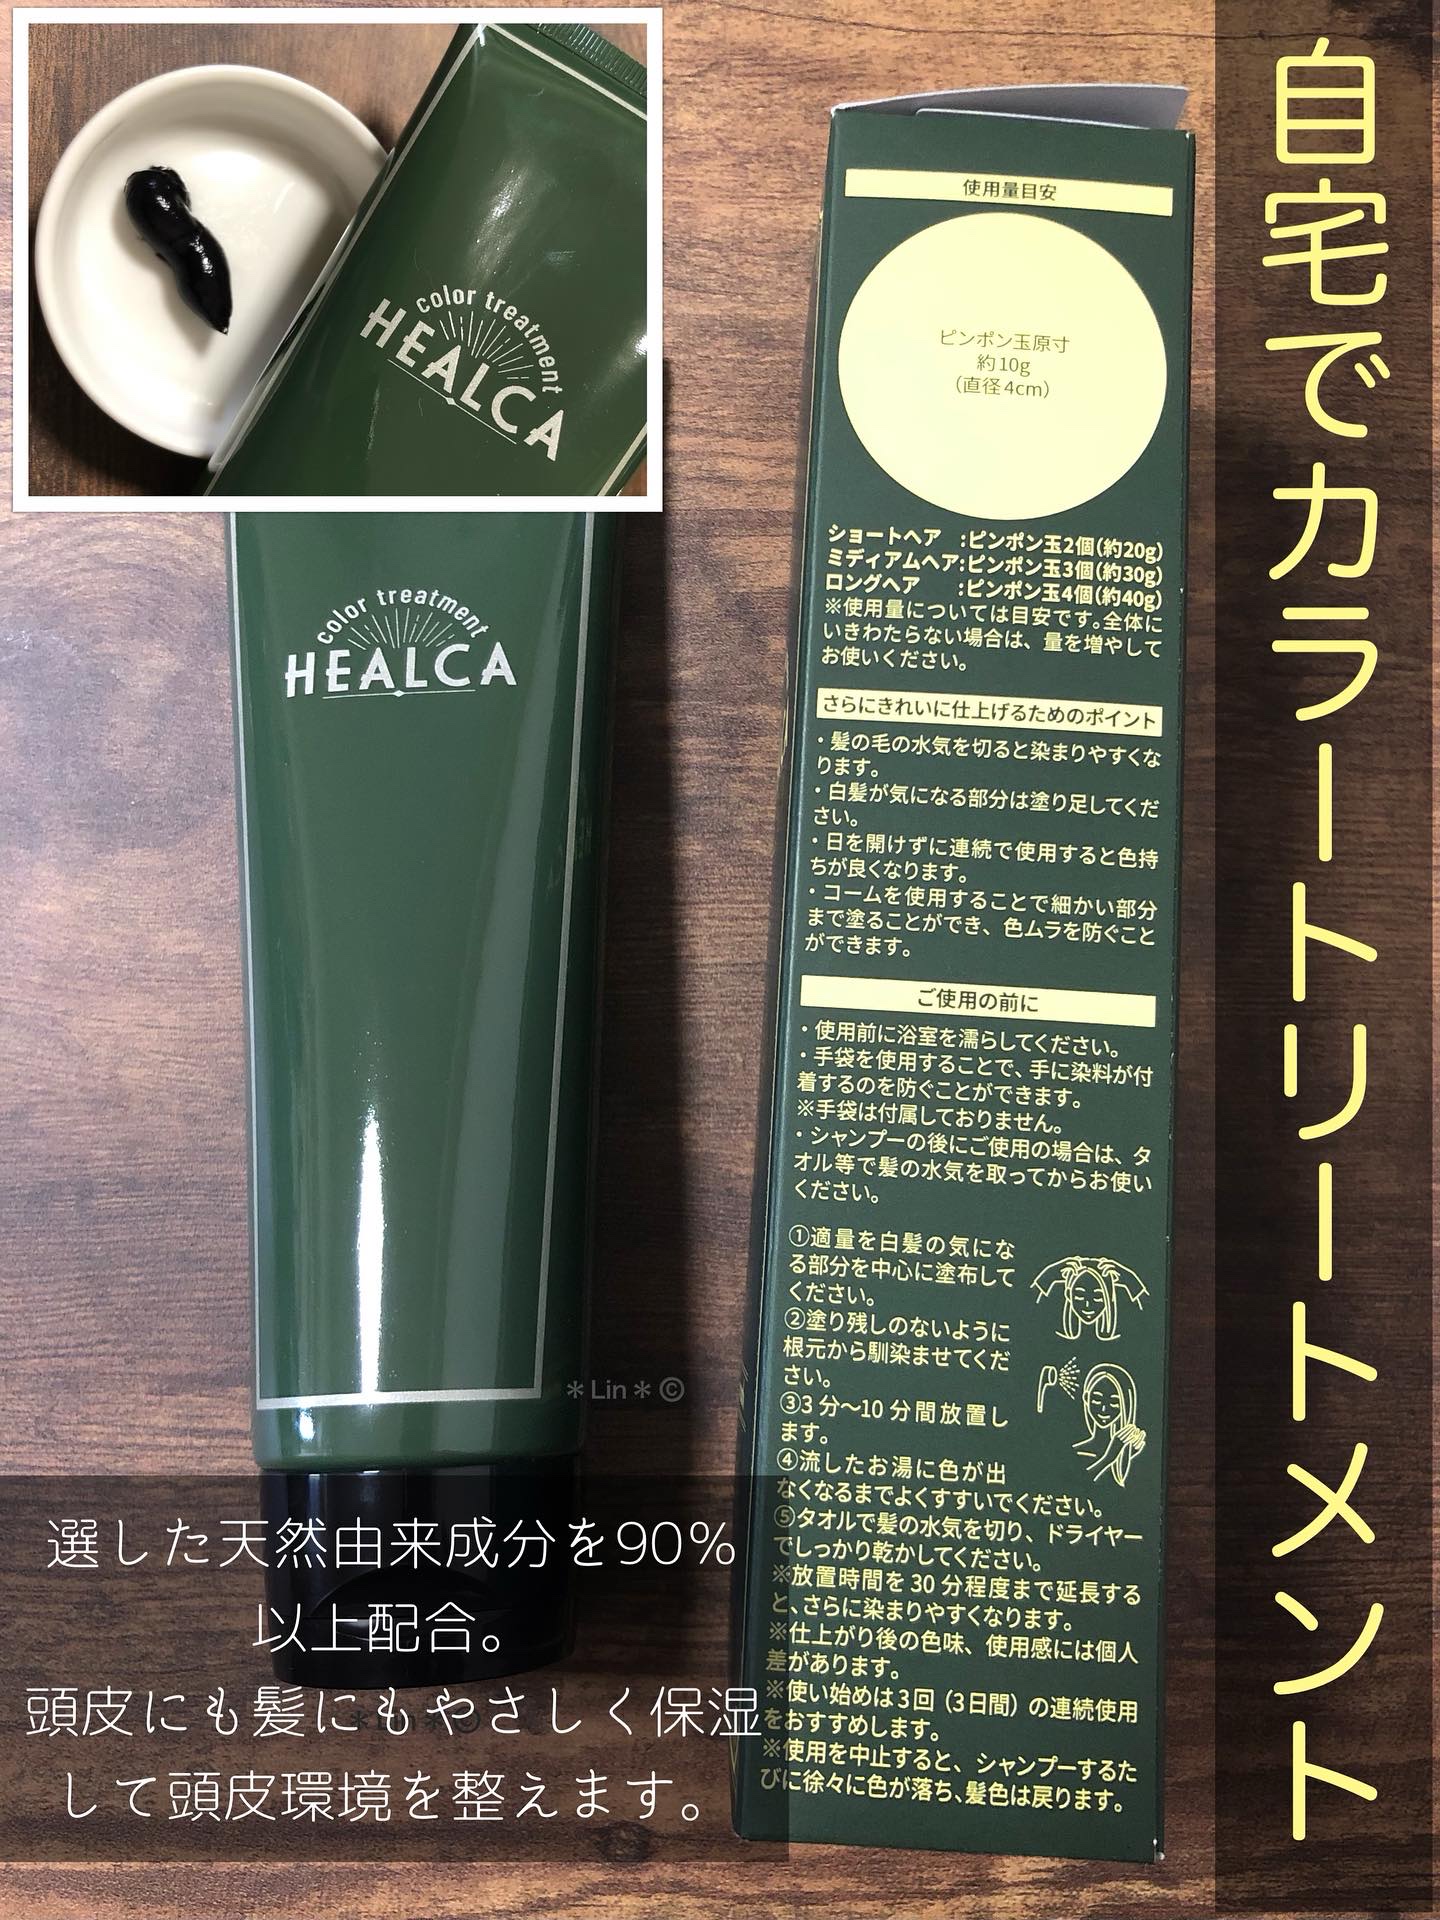 自宅でカラートリートメント
color treatment
HEALCA
color treatment
HEALCA
使用量目安
ピンポン玉原寸
約10g
(直径4cm)
ショートヘア :ピンポン玉2個(約20g)
ミディアムヘア:ピンポン玉3個(約30g)
ロングヘア :ピンポン玉4個(約40g)
※使用量については目安です。全体に
いきわたらない場合は、量を増やして
お使いください。
さらにきれいに仕上げるためのポイント
・髪の毛の水気を切ると染まりやすくな
ります。
・白髪が気になる部分は塗り足してくだ
さい。
・日を開けずに連続で使用すると色持
ちが良くなります。
・コームを使用することで細かい部分
まで塗ることができ、色ムラを防ぐこと
ができます。
ご使用の前に
・使用前に浴室を濡らしてください。
・手袋を使用することで、手に染料が付
着するのを防ぐことができます。
※手袋は付属しておりません。
・シャンプーの後にご使用の場合は、タ
オル等で髪の水気を取ってからお使い
ください。
①適量を白髪の気にな
る部分を中心に塗布して
ください。
②塗り残しのないように
根元から馴染ませてくだ
さい。
③3分〜10分間放置し
ます。
④流したお湯に色が出
なくなるまでよくすすいでください。
⑤タオルで髪の水気を切り、ドライヤー
でしっかり乾かしてください。
※放置時間を30分程度まで延長する
と、さらに染まりやすくなります。
※仕上がり後の色味、使用感には個人
差があります。
※使い始めは3回(3日間)の連続使用
をおすすめします。
※使用を中止すると、シャンプーするた
びに徐々に色が落ち、髪色は戻ります。
＊Lin＊©
選した天然由来成分を90%
以上配合。
頭皮にも髪にもやさしく保湿
して頭皮環境を整えます。